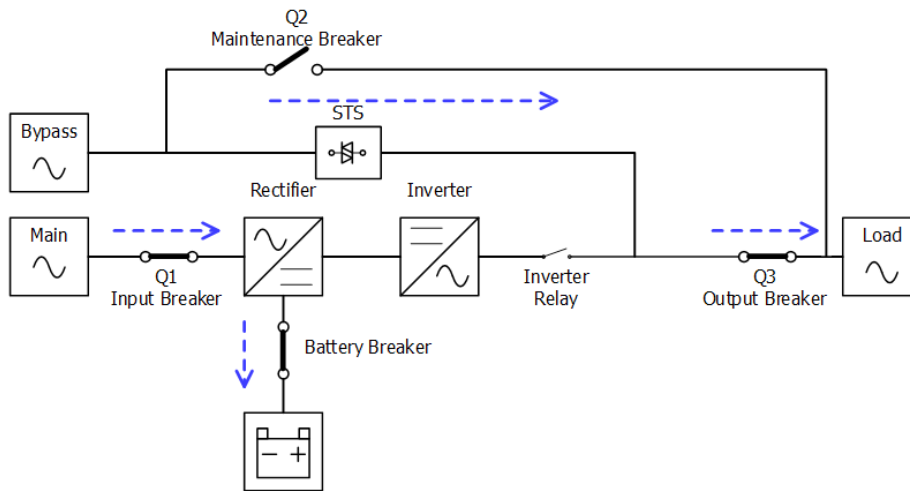 Q2
Maintenance Breaker
STS
Bypass
Rectifier
Inverter
Main
Load
Q1
Input Breaker
Inverter
Relay
Q3
Output Breaker
Battery Breaker